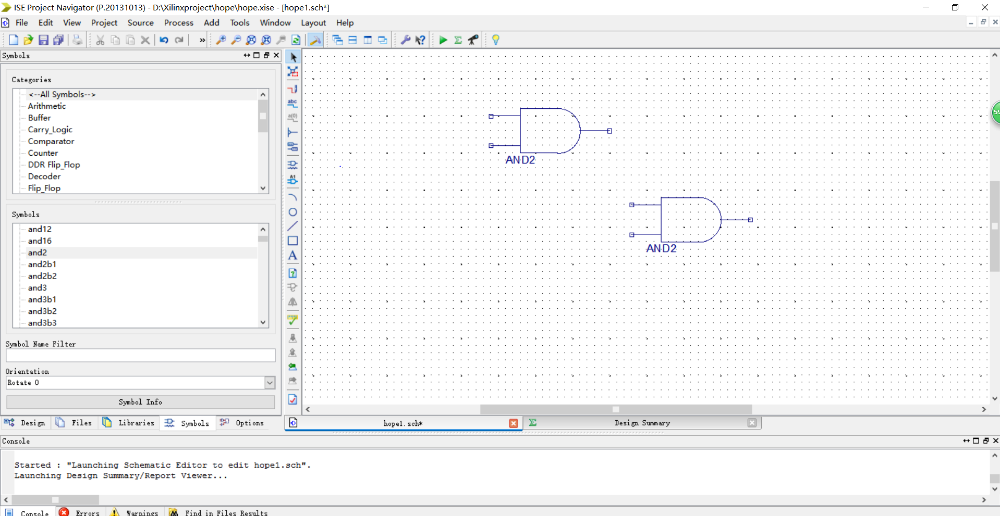 ISE Project Navigator (P.20131013) - D:\Xilinxproject\hope\hope.xise - [hope1.sch*]
File Edit View Project Source Process Add Tools Window Layout Help
Symbols
Categories
<--All Symbols-->
Arithmetic
Buffer
Carry_Logic
Comparator
Counter
DDR Flip_Flop
Decoder
Flip_Flop
Symbols
and12
and16
and2
and2b1
and2b2
and3
and3b1
and3b2
and3b3
Symbol Name Filter
Orientation
Rotate 0
Symbol Info
Design Files Libraries Symbols Options
abc
a(0)
A1
A
AND2
AND2
59
hope1.sch*
Design Summary
Console
Started : "Launching Schematic Editor to edit hope1.sch".
Launching Design Summary/Report Viewer...
Console Errors Warnings Find in Files Results